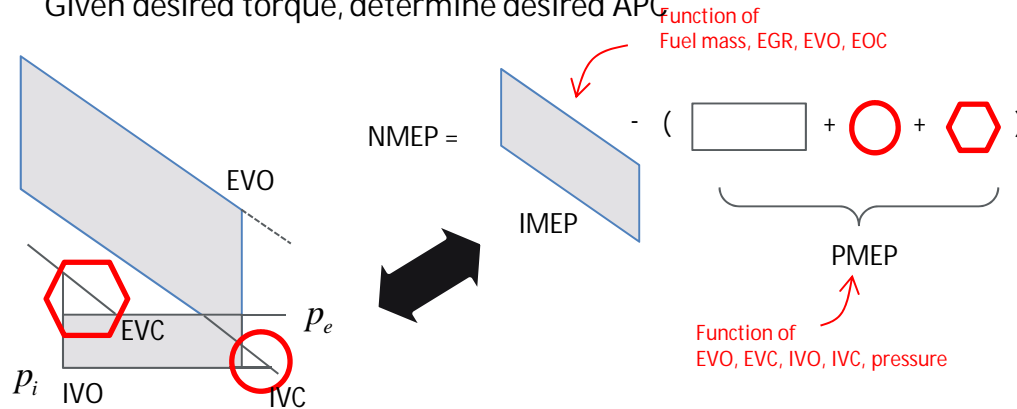 Given desired torque, determine desired APC
Function of
Fuel mass, EGR, EVO, EOC
NMEP =
- (
+
+
)
EVO
IMEP
PMEP
EVC
p_e
Function of
EVO, EVC, IVO, IVC, pressure
p_i
IVO
IVC